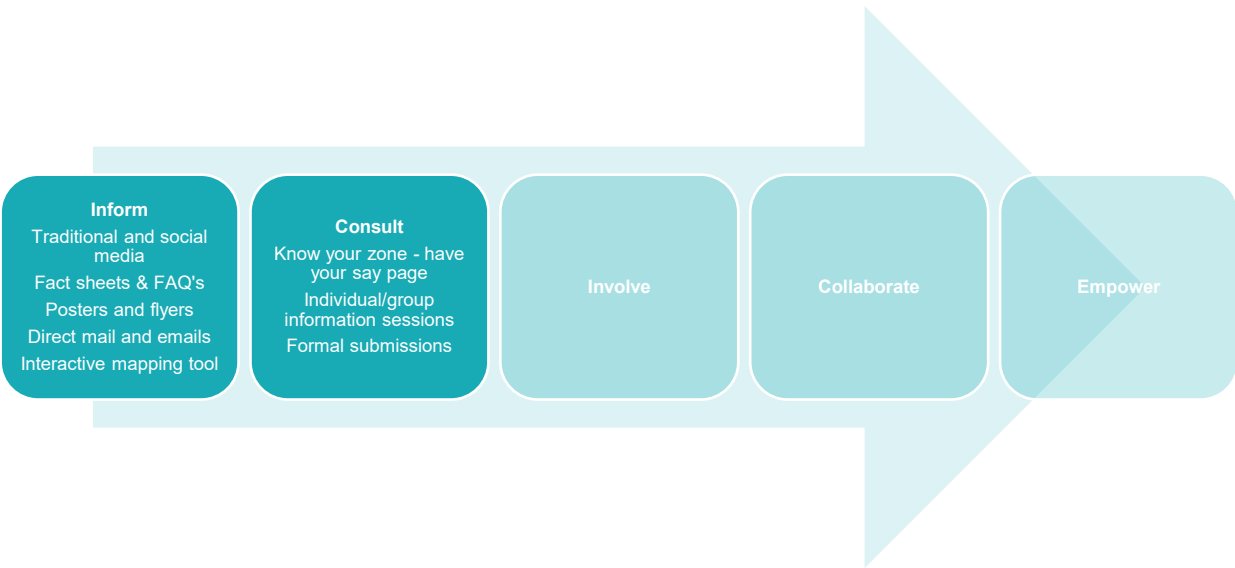 Inform
Traditional and social
media
Fact sheets & FAQ's
Posters and flyers
Direct mail and emails
Interactive mapping tool
Consult
Know your zone - have
your say page
Individual/group
information sessions
Formal submissions
Involve
Collaborate
Empower